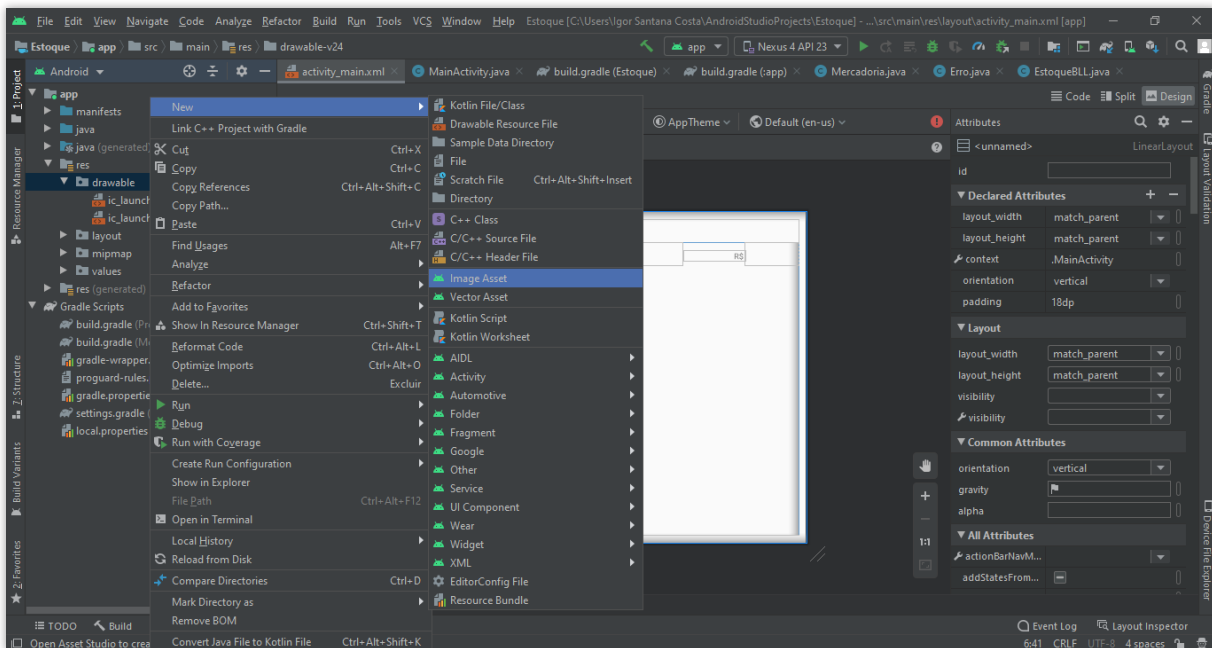 File Edit View Navigate Code Analyze Refactor Build Run Tools VCS Window Help Estoque [C:\Users\Igor Santana Costa\AndroidStudioProjects\Estoque] - ...\src\main\res\layout\activity_main.xml [app]
Estoque app src main res drawable-v24 app Nexus 4 API 23
Android activity_main.xml MainActivity.java build.gradle (Estoque) build.gradle (:app) Mercadoria.java Erro.java EstoqueBLL.java
1: Project
Resource Manager
7: Structure
Build Variants
2: Favorites
app
manifests
java
java (generated)
res
drawable
ic_launch
ic_launch
layout
mipmap
values
res (generated)
Gradle Scripts
build.gradle (Pr
build.gradle (M
gradle-wrapper.
proguard-rules.
gradle.propertie
settings.gradle (
local.properties
New
Link C++ Project with Gradle
Cut Ctrl+X
Copy Ctrl+C
Copy References Ctrl+Alt+Shift+C
Copy Path...
Paste Ctrl+V
Find Usages Alt+F7
Analyze
Refactor
Add to Favorites
Show In Resource Manager Ctrl+Shift+T
Reformat Code Ctrl+Alt+L
Optimize Imports Ctrl+Alt+O
Delete... Excluir
Run
Debug
Run with Coverage
Create Run Configuration
Show in Explorer
File Path Ctrl+Alt+F12
Open in Terminal
Local History
Reload from Disk
Compare Directories Ctrl+D
Mark Directory as
Remove BOM
Convert Java File to Kotlin File Ctrl+Alt+Shift+K
Kotlin File/Class
Drawable Resource File
Sample Data Directory
File
Scratch File Ctrl+Alt+Shift+Insert
Directory
C++ Class
C/C++ Source File
C/C++ Header File
Image Asset
Vector Asset
Kotlin Script
Kotlin Worksheet
AIDL
Activity
Automotive
Folder
Fragment
Google
Other
Service
UI Component
Wear
Widget
XML
EditorConfig File
Resource Bundle
Code Split Design
AppTheme Default (en-us)
R$
1:1
Attributes
<unnamed> LinearLayout
id
Declared Attributes
layout_width match_parent
layout_height match_parent
context .MainActivity
orientation vertical
padding 18dp
Layout
layout_width match_parent
layout_height match_parent
visibility
visibility
Common Attributes
orientation vertical
gravity
alpha
All Attributes
actionBarNavM...
addStatesFrom...
Gradle
Layout Validation
Device File Explorer
TODO Build Event Log Layout Inspector
Open Asset Studio to crea 6:41 CRLF UTF-8 4 spaces